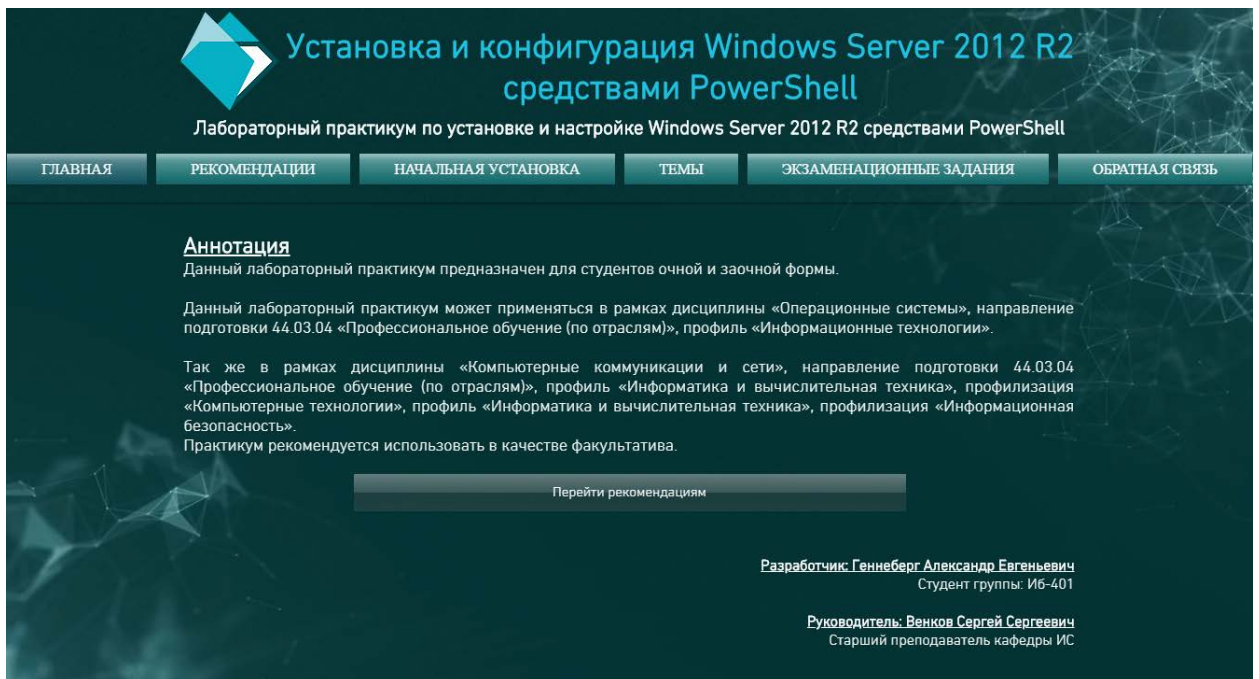 Установка и конфигурация Windows Server 2012 R2
средствами PowerShell
Лабораторный практикум по установке и настройке Windows Server 2012 R2 средствами PowerShell
ГЛАВНАЯ РЕКОМЕНДАЦИИ НАЧАЛЬНАЯ УСТАНОВКА ТЕМЫ ЭКЗАМЕНАЦИОННЫЕ ЗАДАНИЯ ОБРАТНАЯ СВЯЗЬ
Аннотация
Данный лабораторный практикум предназначен для студентов очной и заочной формы.
Данный лабораторный практикум может применяться в рамках дисциплины «Операционные системы», направление
подготовки 44.03.04 «Профессиональное обучение (по отраслям)», профиль «Информационные технологии».
Так же в рамках дисциплины «Компьютерные коммуникации и сети», направление подготовки 44.03.04
«Профессиональное обучение (по отраслям)», профиль «Информатика и вычислительная техника», профилизация
«Компьютерные технологии», профиль «Информатика и вычислительная техника», профилизация «Информационная
безопасность».
Практикум рекомендуется использовать в качестве факультатива.
Перейти рекомендациям
Разработчик: Геннеберг Александр Евгеньевич
Студент группы: Иб-401
Руководитель: Венков Сергей Сергеевич
Старший преподаватель кафедры ИС